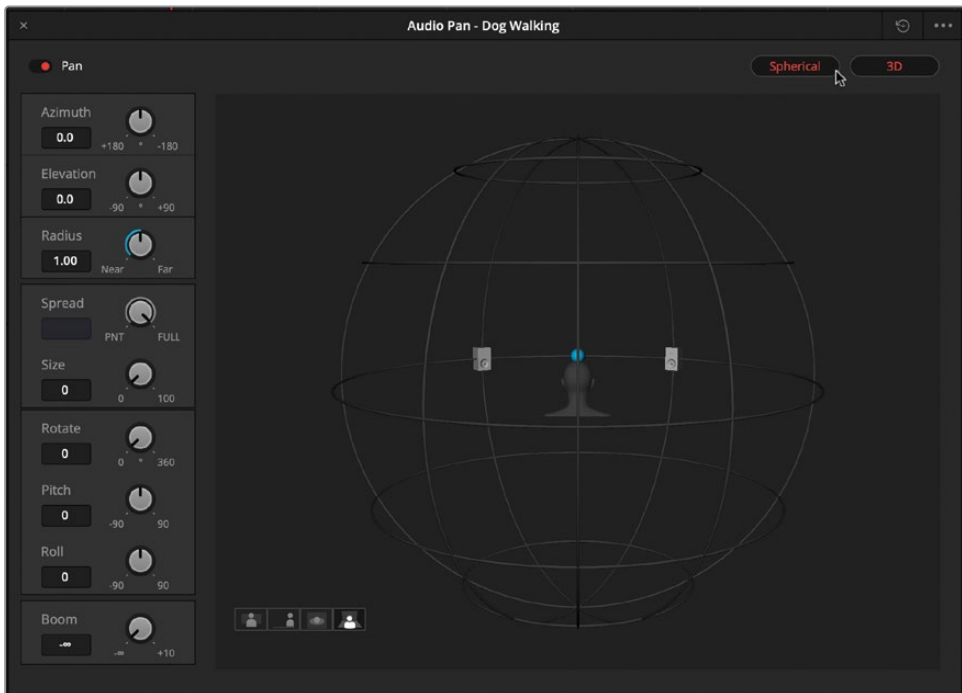 Audio Pan - Dog Walking
Pan
Spherical
3D
Azimuth
0.0
+180 ° -180
Elevation
0.0
-90 ° +90
Radius
1.00
Near Far
Spread
PNT FULL
Size
0
0 100
Rotate
0
0 ° 360
Pitch
0
-90 90
Roll
0
-90 90
Boom
-∞
-∞ +10